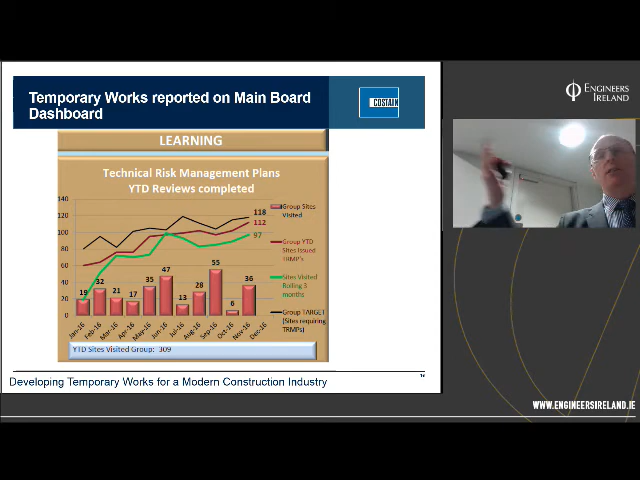 Temporary Works reported on Main Board
Dashboard
COSTAIN
LEARNING
Technical Risk Management Plans
YTD Reviews completed
140
120
100
80
60
40
20
0
19
32
21
17
35
47
13
28
55
6
36
118
112
97
Jan-16
Feb-16
Mar-16
Apr-16
May-16
Jun-16
Jul-16
Aug-16
Sep-16
Oct-16
Nov-16
Dec-16
Group Sites
Visited
Group YTD
Sites Issued
TRMP's
Sites Visited
Rolling 3
months
Group TARGET
(Sites requiring
TRMPs)
YTD Sites Visited Group: 309
Developing Temporary Works for a Modern Construction Industry
ENGINEERS
IRELAND
WWW.ENGINEERSIRELAND.IE